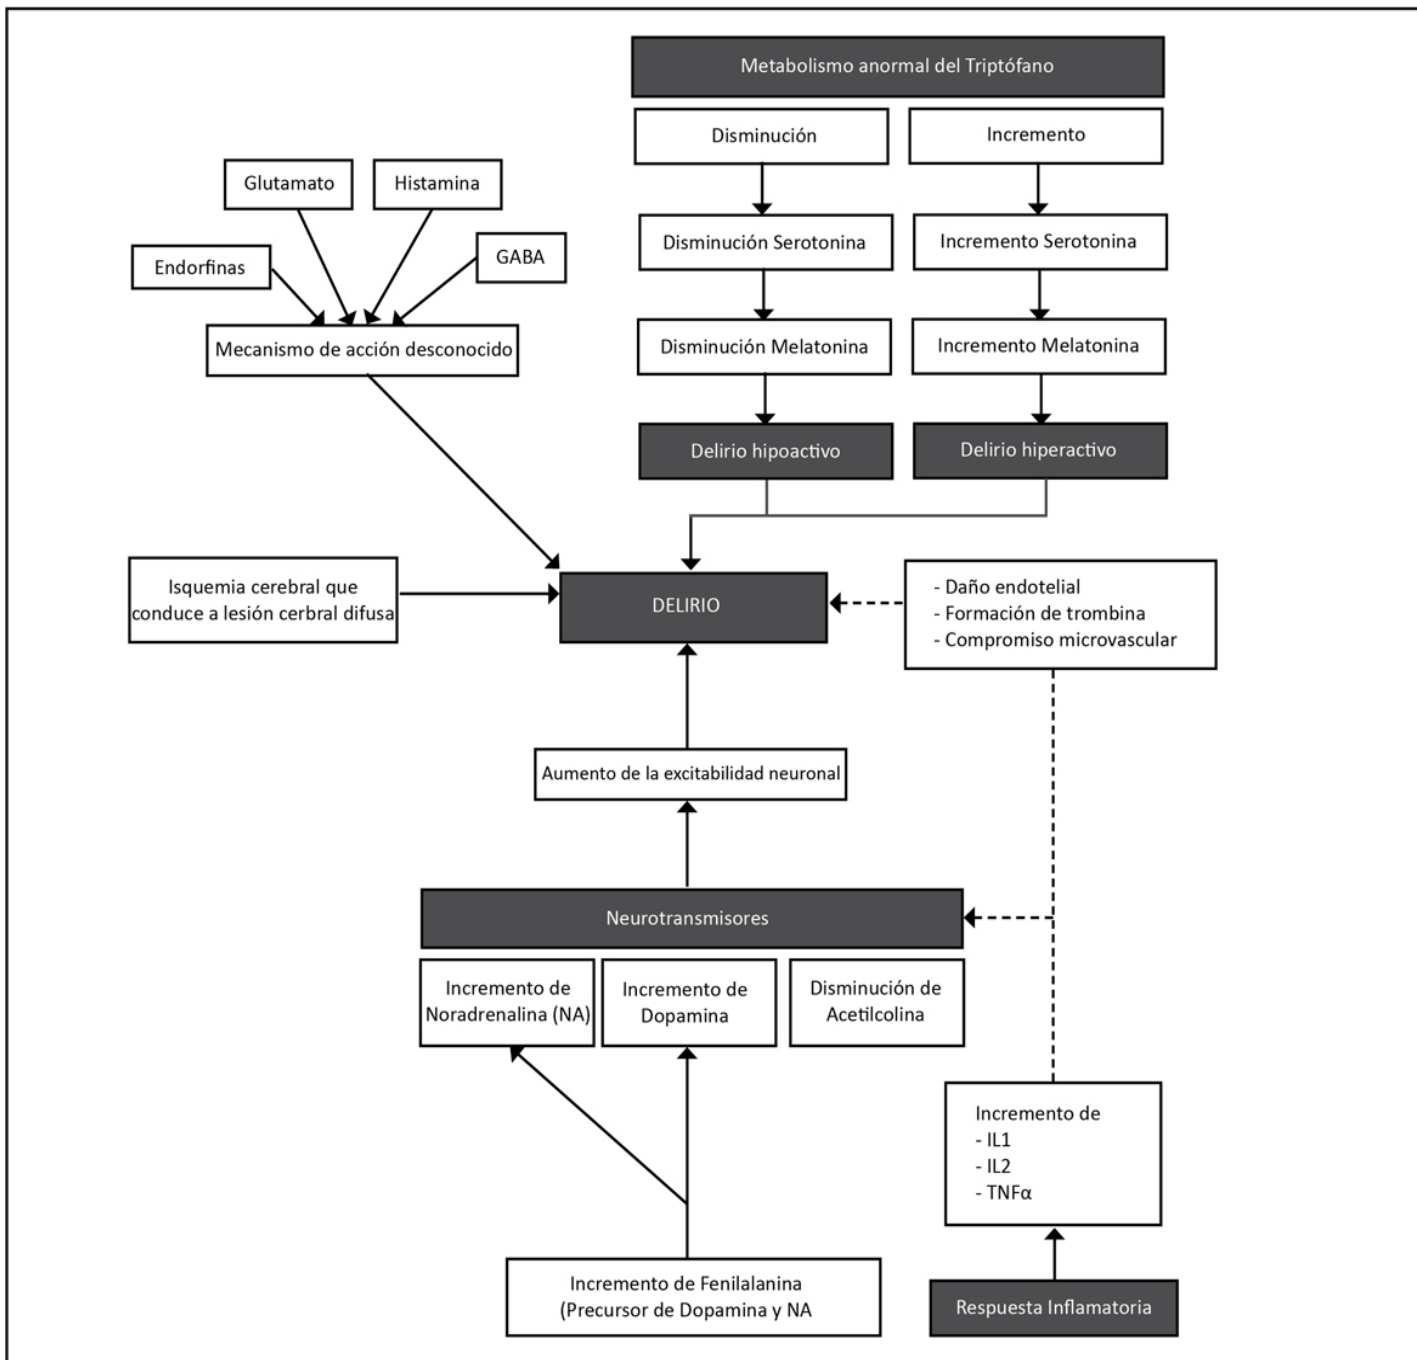 Metabolismo anormal del Triptófano
Disminución
Incremento
Glutamato
Histamina
Disminución Serotonina
Incremento Serotonina
Endorfinas
GABA
Mecanismo de acción desconocido
Disminución Melatonina
Incremento Melatonina
Delirio hipoactivo
Delirio hiperactivo
Isquemia cerebral que
conduce a lesión cerbral difusa
DELIRIO
- Daño endotelial
- Formación de trombina
- Compromiso microvascular
Aumento de la excitabilidad neuronal
Neurotransmisores
Incremento de
Noradrenalina (NA)
Incremento de
Dopamina
Disminución de
Acetilcolina
Incremento de
- IL1
- IL2
- TNFα
Incremento de Fenilalanina
(Precursor de Dopamina y NA
Respuesta Inflamatoria